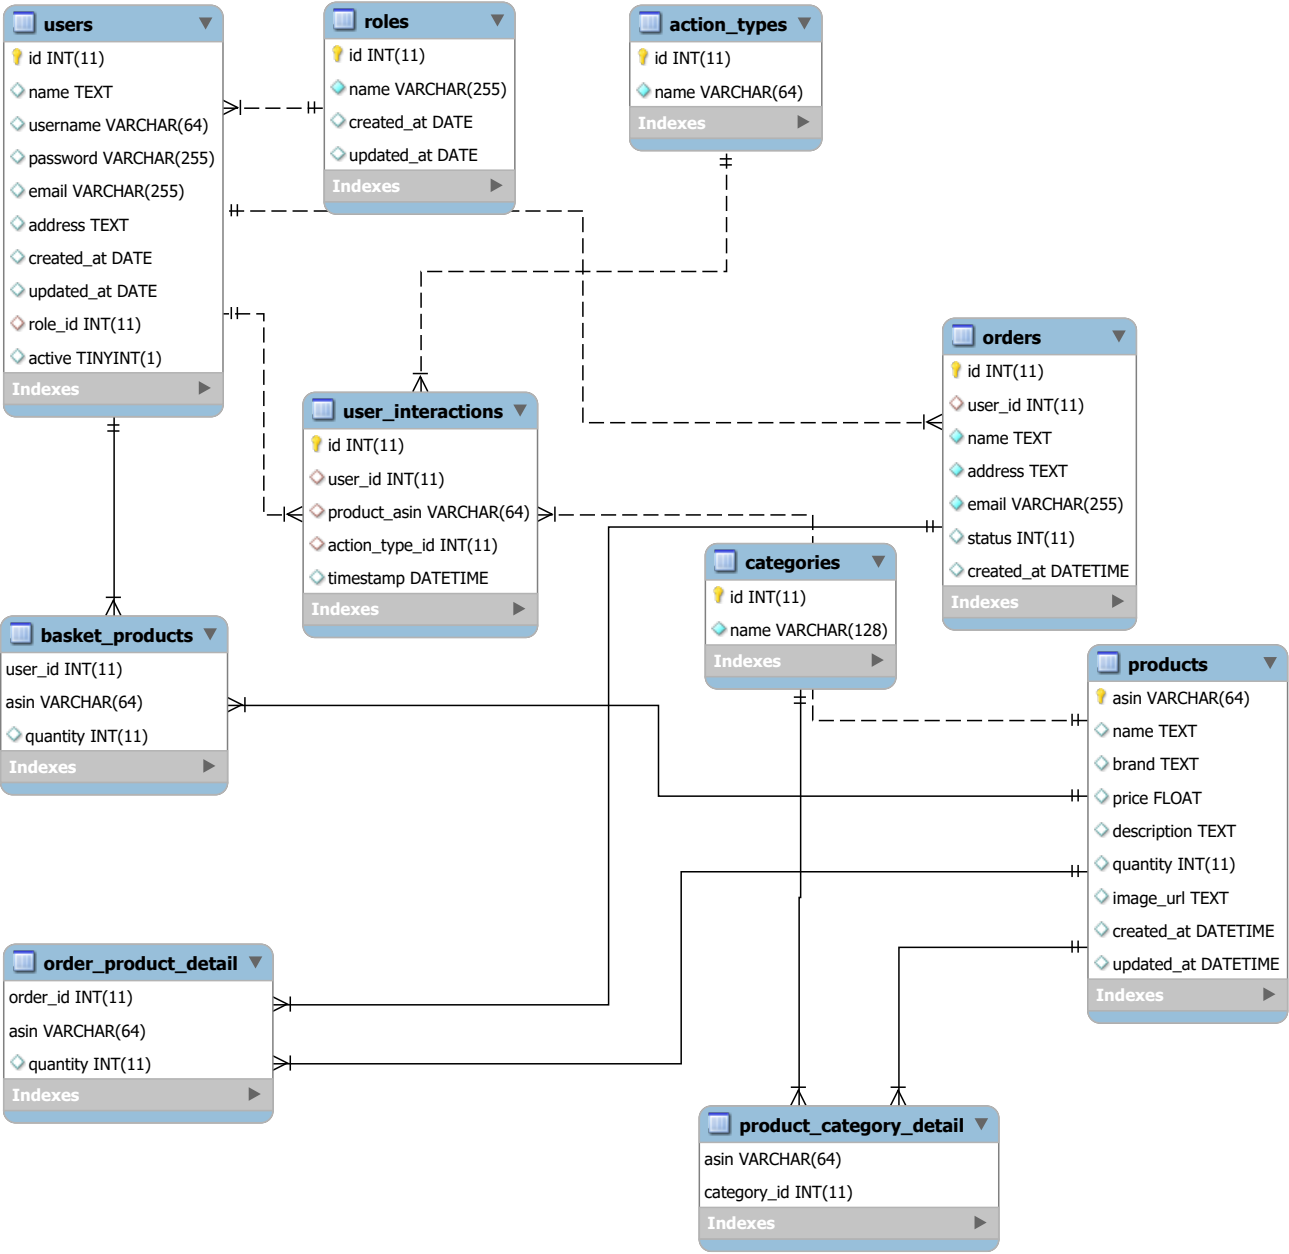 users
id INT(11)
name TEXT
username VARCHAR(64)
password VARCHAR(255)
email VARCHAR(255)
address TEXT
created_at DATE
updated_at DATE
role_id INT(11)
active TINYINT(1)
Indexes
roles
id INT(11)
name VARCHAR(255)
created_at DATE
updated_at DATE
Indexes
action_types
id INT(11)
name VARCHAR(64)
Indexes
user_interactions
id INT(11)
user_id INT(11)
product_asin VARCHAR(64)
action_type_id INT(11)
timestamp DATETIME
Indexes
orders
id INT(11)
user_id INT(11)
name TEXT
address TEXT
email VARCHAR(255)
status INT(11)
created_at DATETIME
Indexes
categories
id INT(11)
name VARCHAR(128)
Indexes
basket_products
user_id INT(11)
asin VARCHAR(64)
quantity INT(11)
Indexes
products
asin VARCHAR(64)
name TEXT
brand TEXT
price FLOAT
description TEXT
quantity INT(11)
image_url TEXT
created_at DATETIME
updated_at DATETIME
Indexes
order_product_detail
order_id INT(11)
asin VARCHAR(64)
quantity INT(11)
Indexes
product_category_detail
asin VARCHAR(64)
category_id INT(11)
Indexes